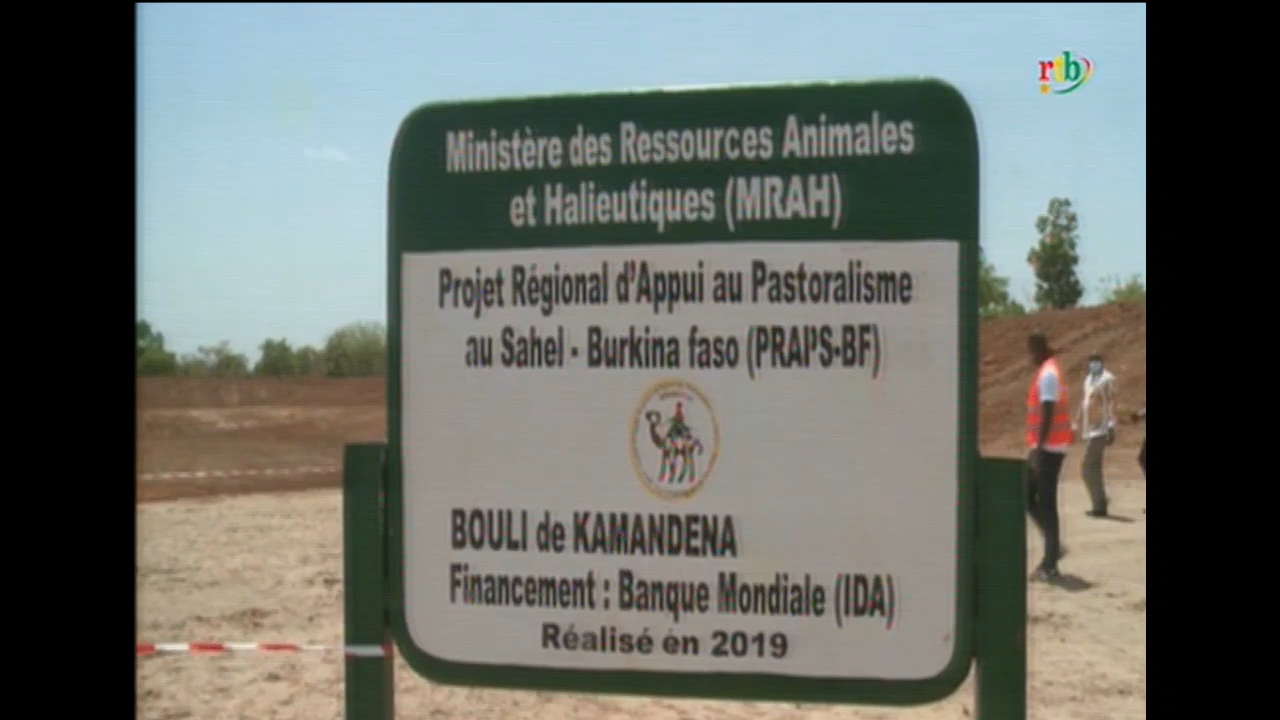 rtb
Ministère des Ressources Animales
et Halieutiques (MRAH)
Projet Régional d'Appui au Pastoralisme
au Sahel - Burkina faso (PRAPS-BF)
BOULI de KAMANDENA
Financement : Banque Mondiale (IDA)
Réalisé en 2019